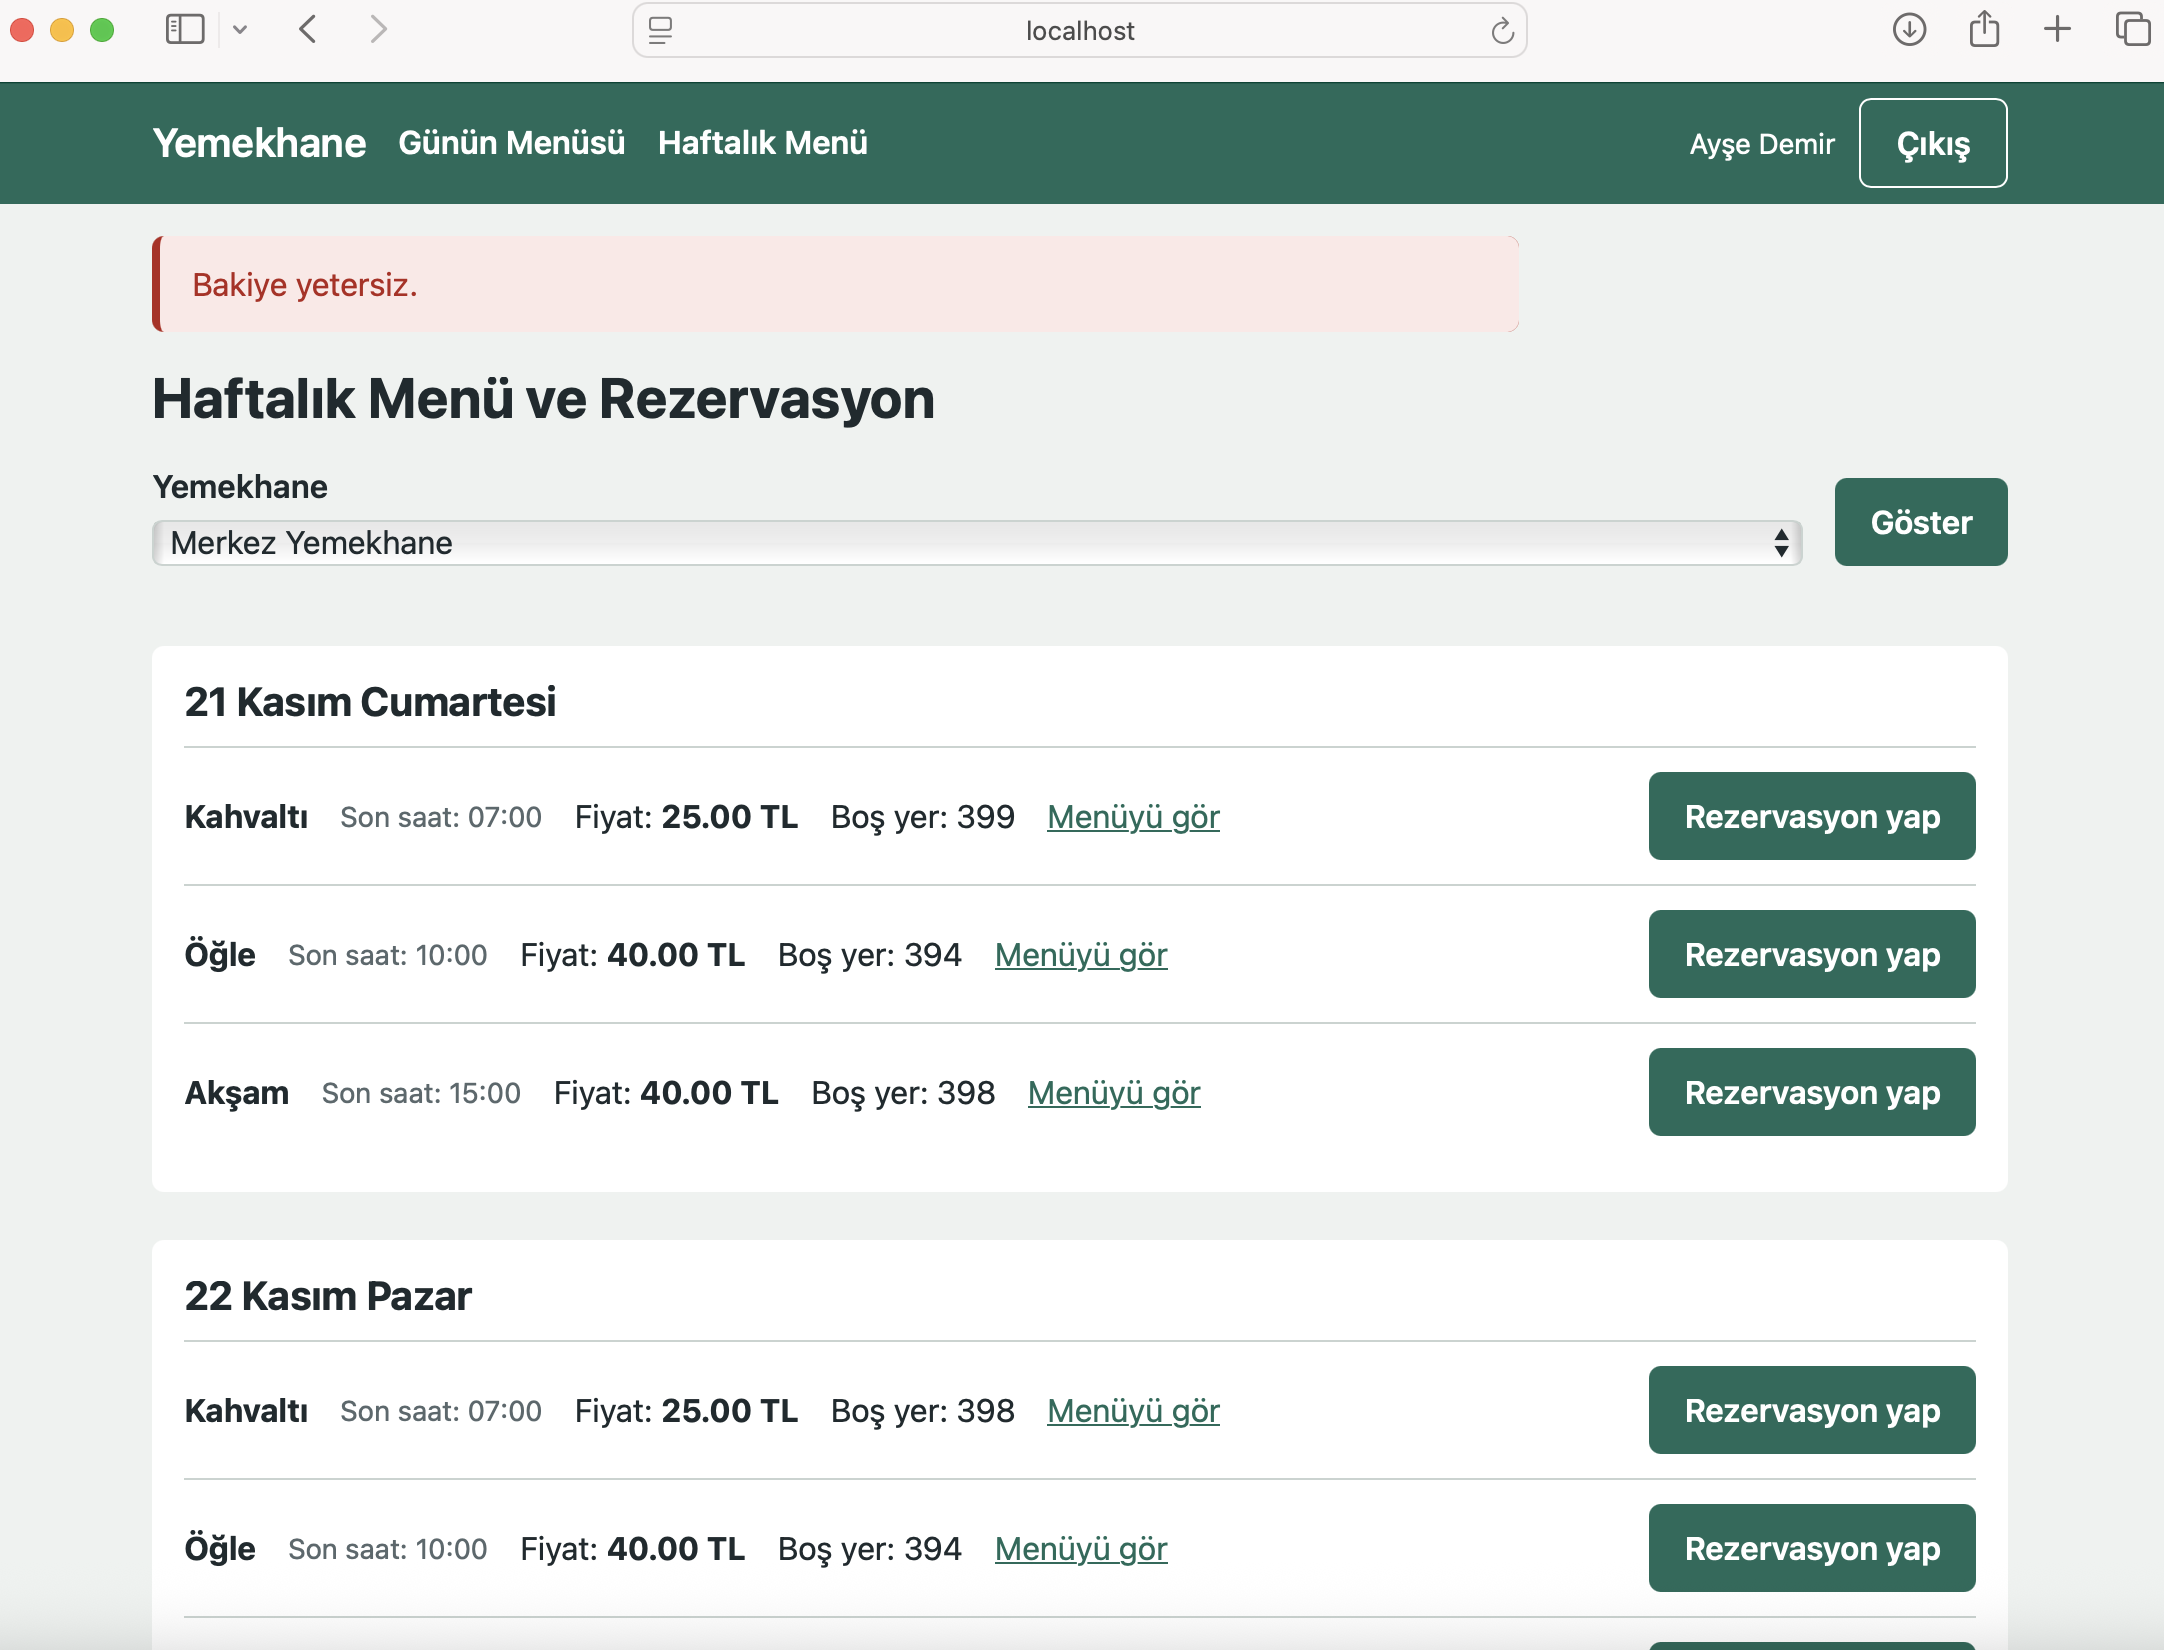 localhost
Yemekhane Günün Menüsü Haftalık Menü Ayşe Demir Çıkış
Bakiye yetersiz.
Haftalık Menü ve Rezervasyon
Yemekhane
Merkez Yemekhane
Göster
21 Kasım Cumartesi
Kahvaltı Son saat: 07:00 Fiyat: 25.00 TL Boş yer: 399 Menüyü gör Rezervasyon yap
Öğle Son saat: 10:00 Fiyat: 40.00 TL Boş yer: 394 Menüyü gör Rezervasyon yap
Akşam Son saat: 15:00 Fiyat: 40.00 TL Boş yer: 398 Menüyü gör Rezervasyon yap
22 Kasım Pazar
Kahvaltı Son saat: 07:00 Fiyat: 25.00 TL Boş yer: 398 Menüyü gör Rezervasyon yap
Öğle Son saat: 10:00 Fiyat: 40.00 TL Boş yer: 394 Menüyü gör Rezervasyon yap